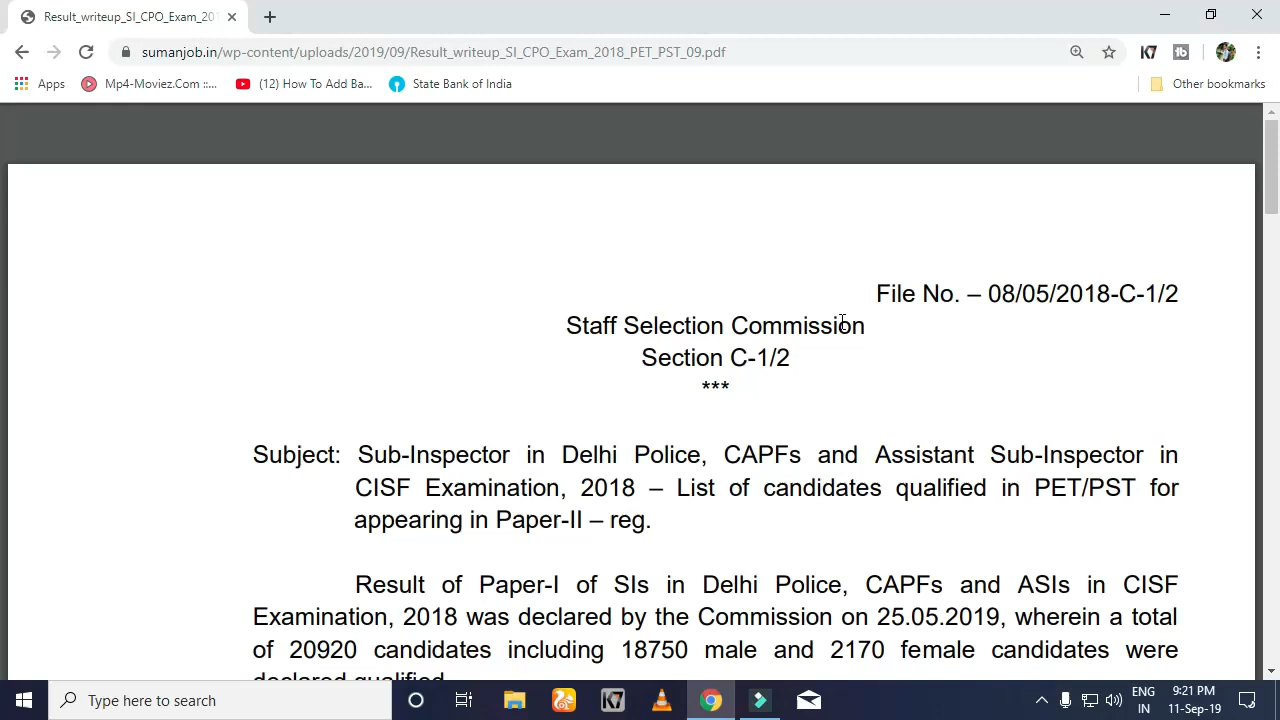 Result_writeup_SI_CPO_Exam_201
sumanjob.in/wp-content/uploads/2019/09/Result_writeup_SI_CPO_Exam_2018_PET_PST_09.pdf
Apps Mp4-Moviez.Com ::... (12) How To Add Ba... State Bank of India Other bookmarks
File No. – 08/05/2018-C-1/2
Staff Selection Commission
Section C-1/2
***
Subject: Sub-Inspector in Delhi Police, CAPFs and Assistant Sub-Inspector in
CISF Examination, 2018 – List of candidates qualified in PET/PST for
appearing in Paper-II – reg.
Result of Paper-I of SIs in Delhi Police, CAPFs and ASIs in CISF
Examination, 2018 was declared by the Commission on 25.05.2019, wherein a total
of 20920 candidates including 18750 male and 2170 female candidates were
declared qualified.
Type here to search
ENG 9:21 PM
IN 11-Sep-19